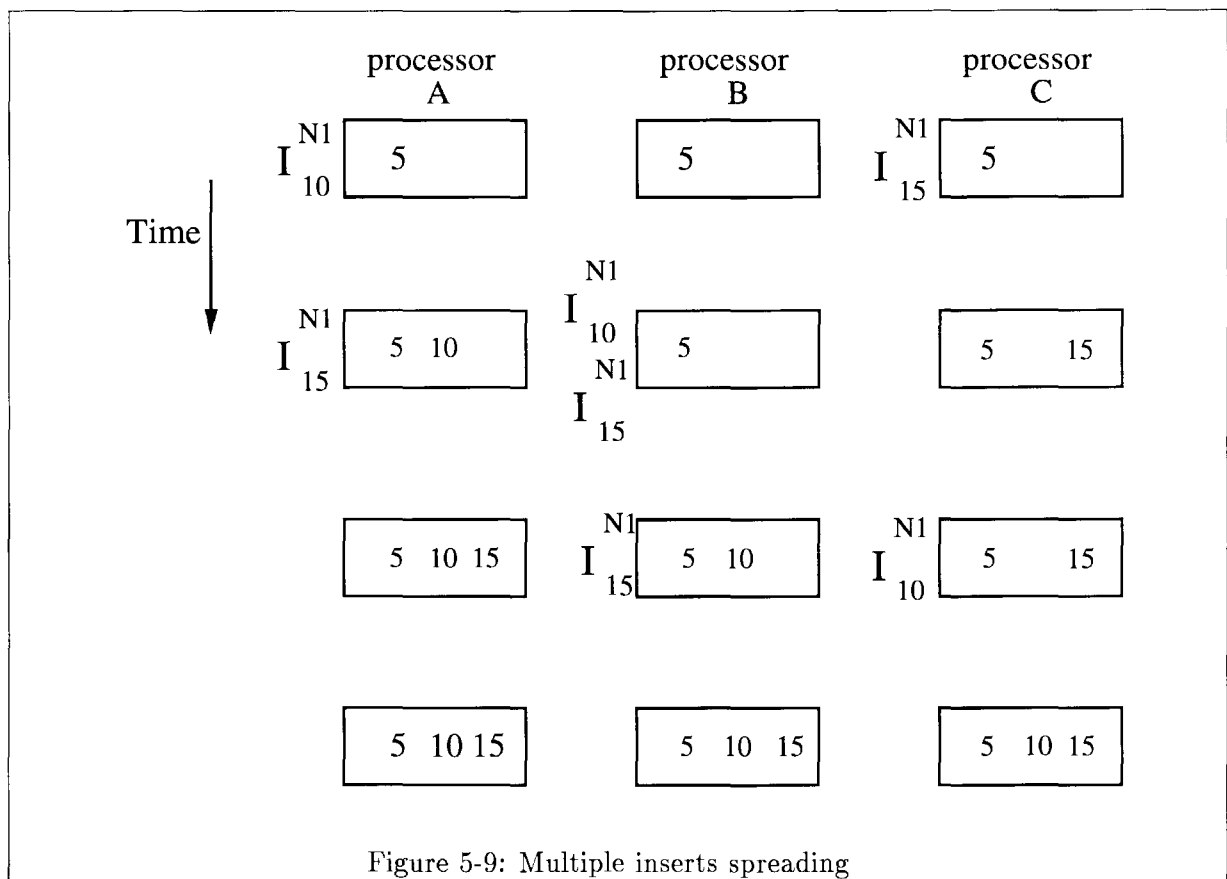 processor processor processor
A B C
I N1 10 5 5 I N1 15 5
Time
I N1 15 5 10 I N1 10 I N1 15 5 5 15
5 10 15 I N1 15 5 10 I N1 10 5 15
5 10 15 5 10 15 5 10 15
Figure 5-9: Multiple inserts spreading